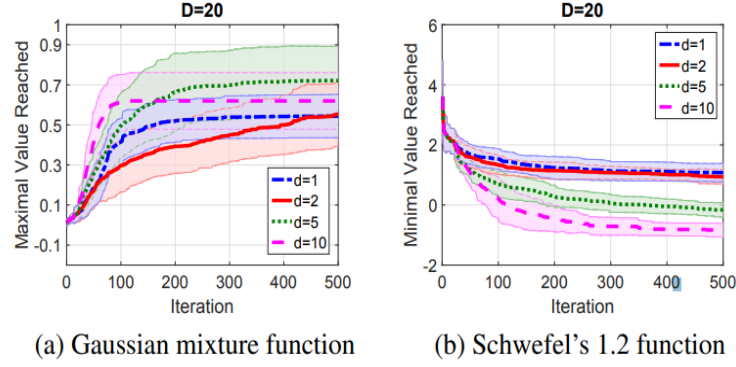 D=20
Maximal Value Reached
1
0.9
0.7
0.5
0.3
0.1
-0.1
0 100 200 300 400 500
Iteration
d=1
d=2
d=5
d=10
(a) Gaussian mixture function
D=20
Minimal Value Reached
6
4
2
0
-2
0 100 200 300 400 500
Iteration
d=1
d=2
d=5
d=10
(b) Schwefel's 1.2 function